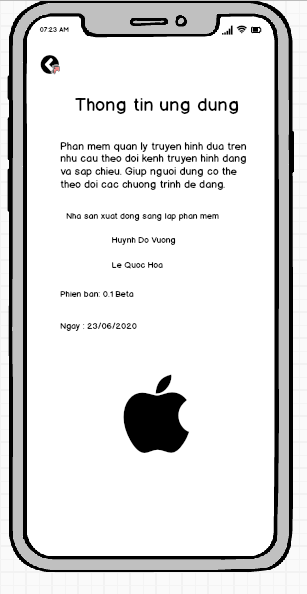 07:23 AM
Thong tin ung dung
Phan mem quan ly truyen hinh dua tren
nhu cau theo doi kenh truyen hinh dang
va sap chieu. Giup nguoi dung co the
theo doi cac chuong trinh de dang.
Nha san xuat dong sang lap phan mem
Huynh Do Vuong
Le Quoc Hoa
Phien ban: 0.1 Beta
Ngay : 23/06/2020